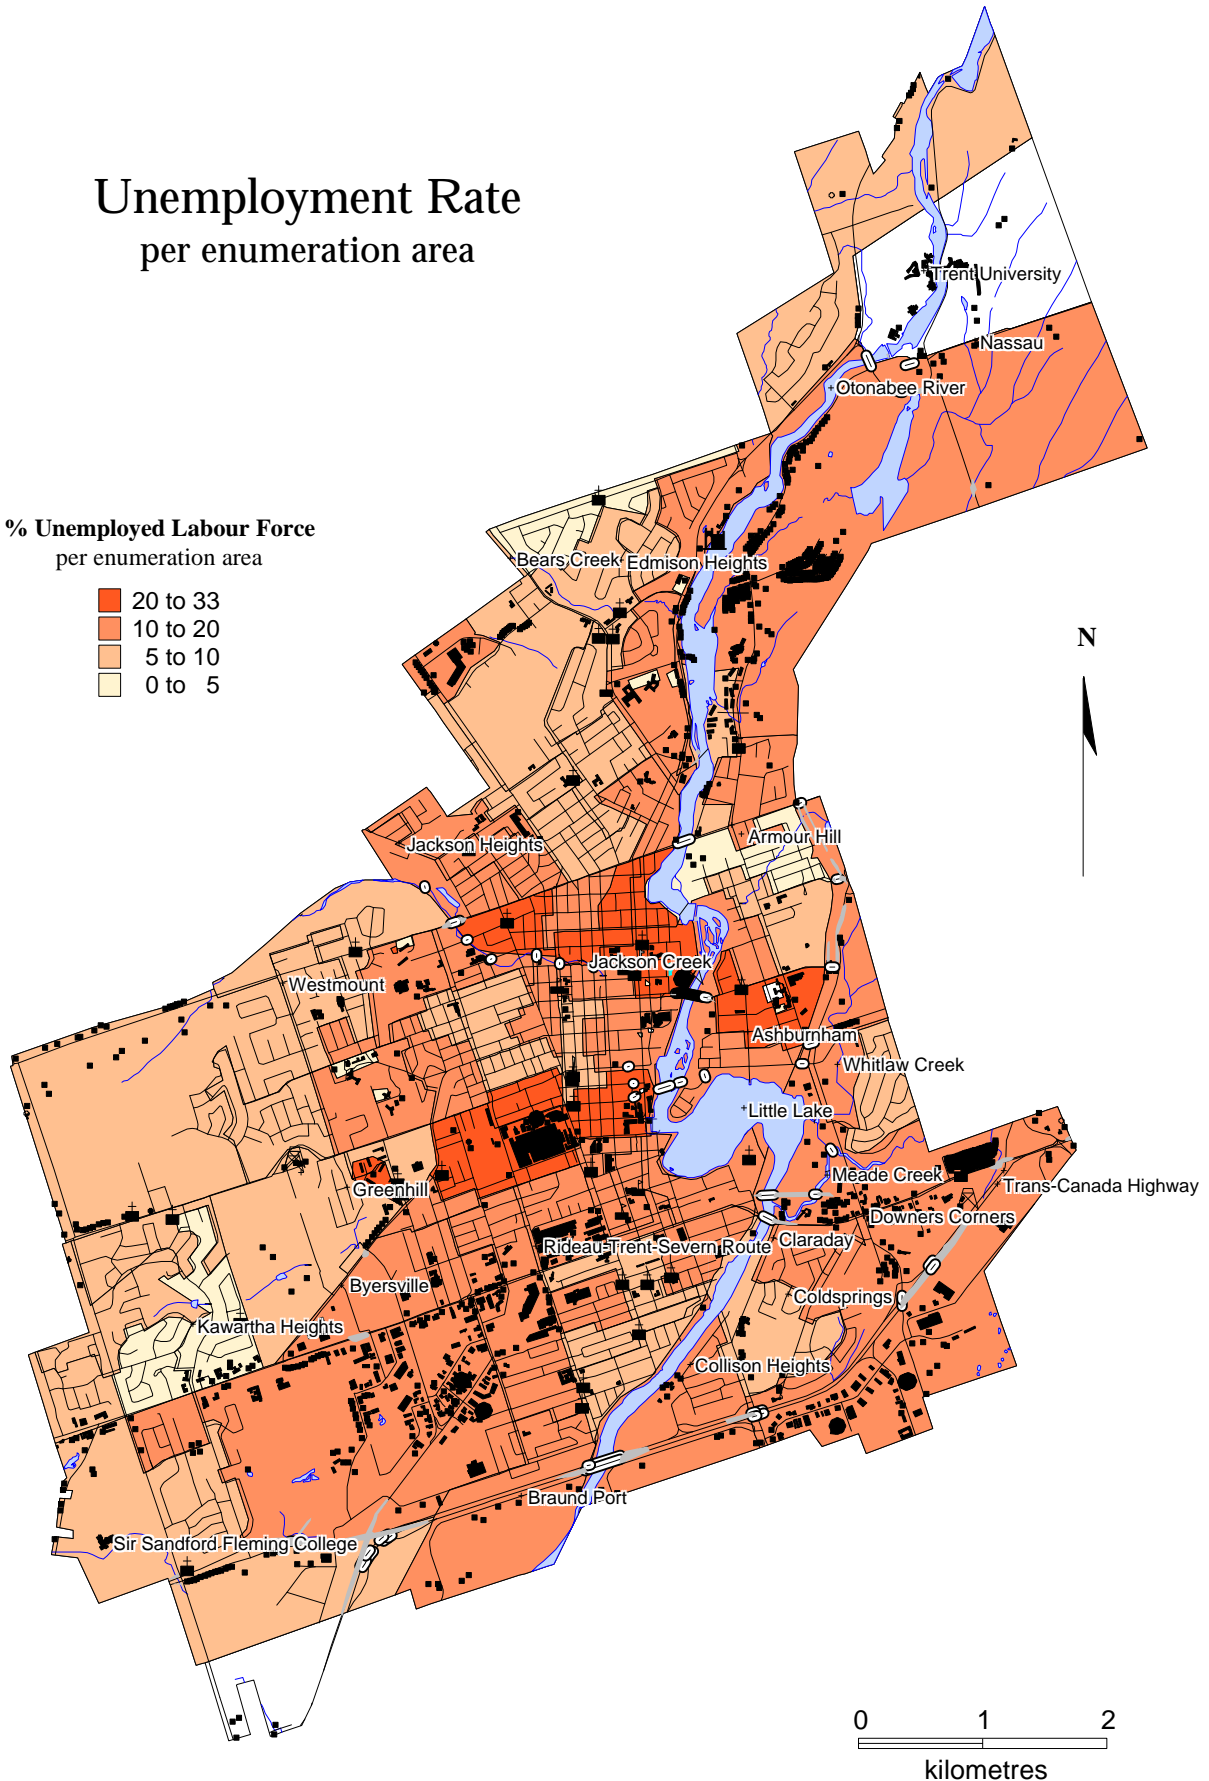 Unemployment Rate
per enumeration area
Trent University
Nassau
Otonabee River
% Unemployed Labour Force
per enumeration area
20 to 33
10 to 20
5 to 10
0 to 5
Bears Creek
Edmison Heights
N
Armour Hill
Jackson Heights
Jackson Creek
Westmount
Ashburnham
Whitlaw Creek
Little Lake
Meade Creek
Trans-Canada Highway
Greenhill
Downers Corners
Claraday
Rideau-Trent-Severn Route
Byersville
Coldsprings
Kawartha Heights
Collison Heights
Braund Port
Sir Sandford Fleming College
0 1 2
kilometres